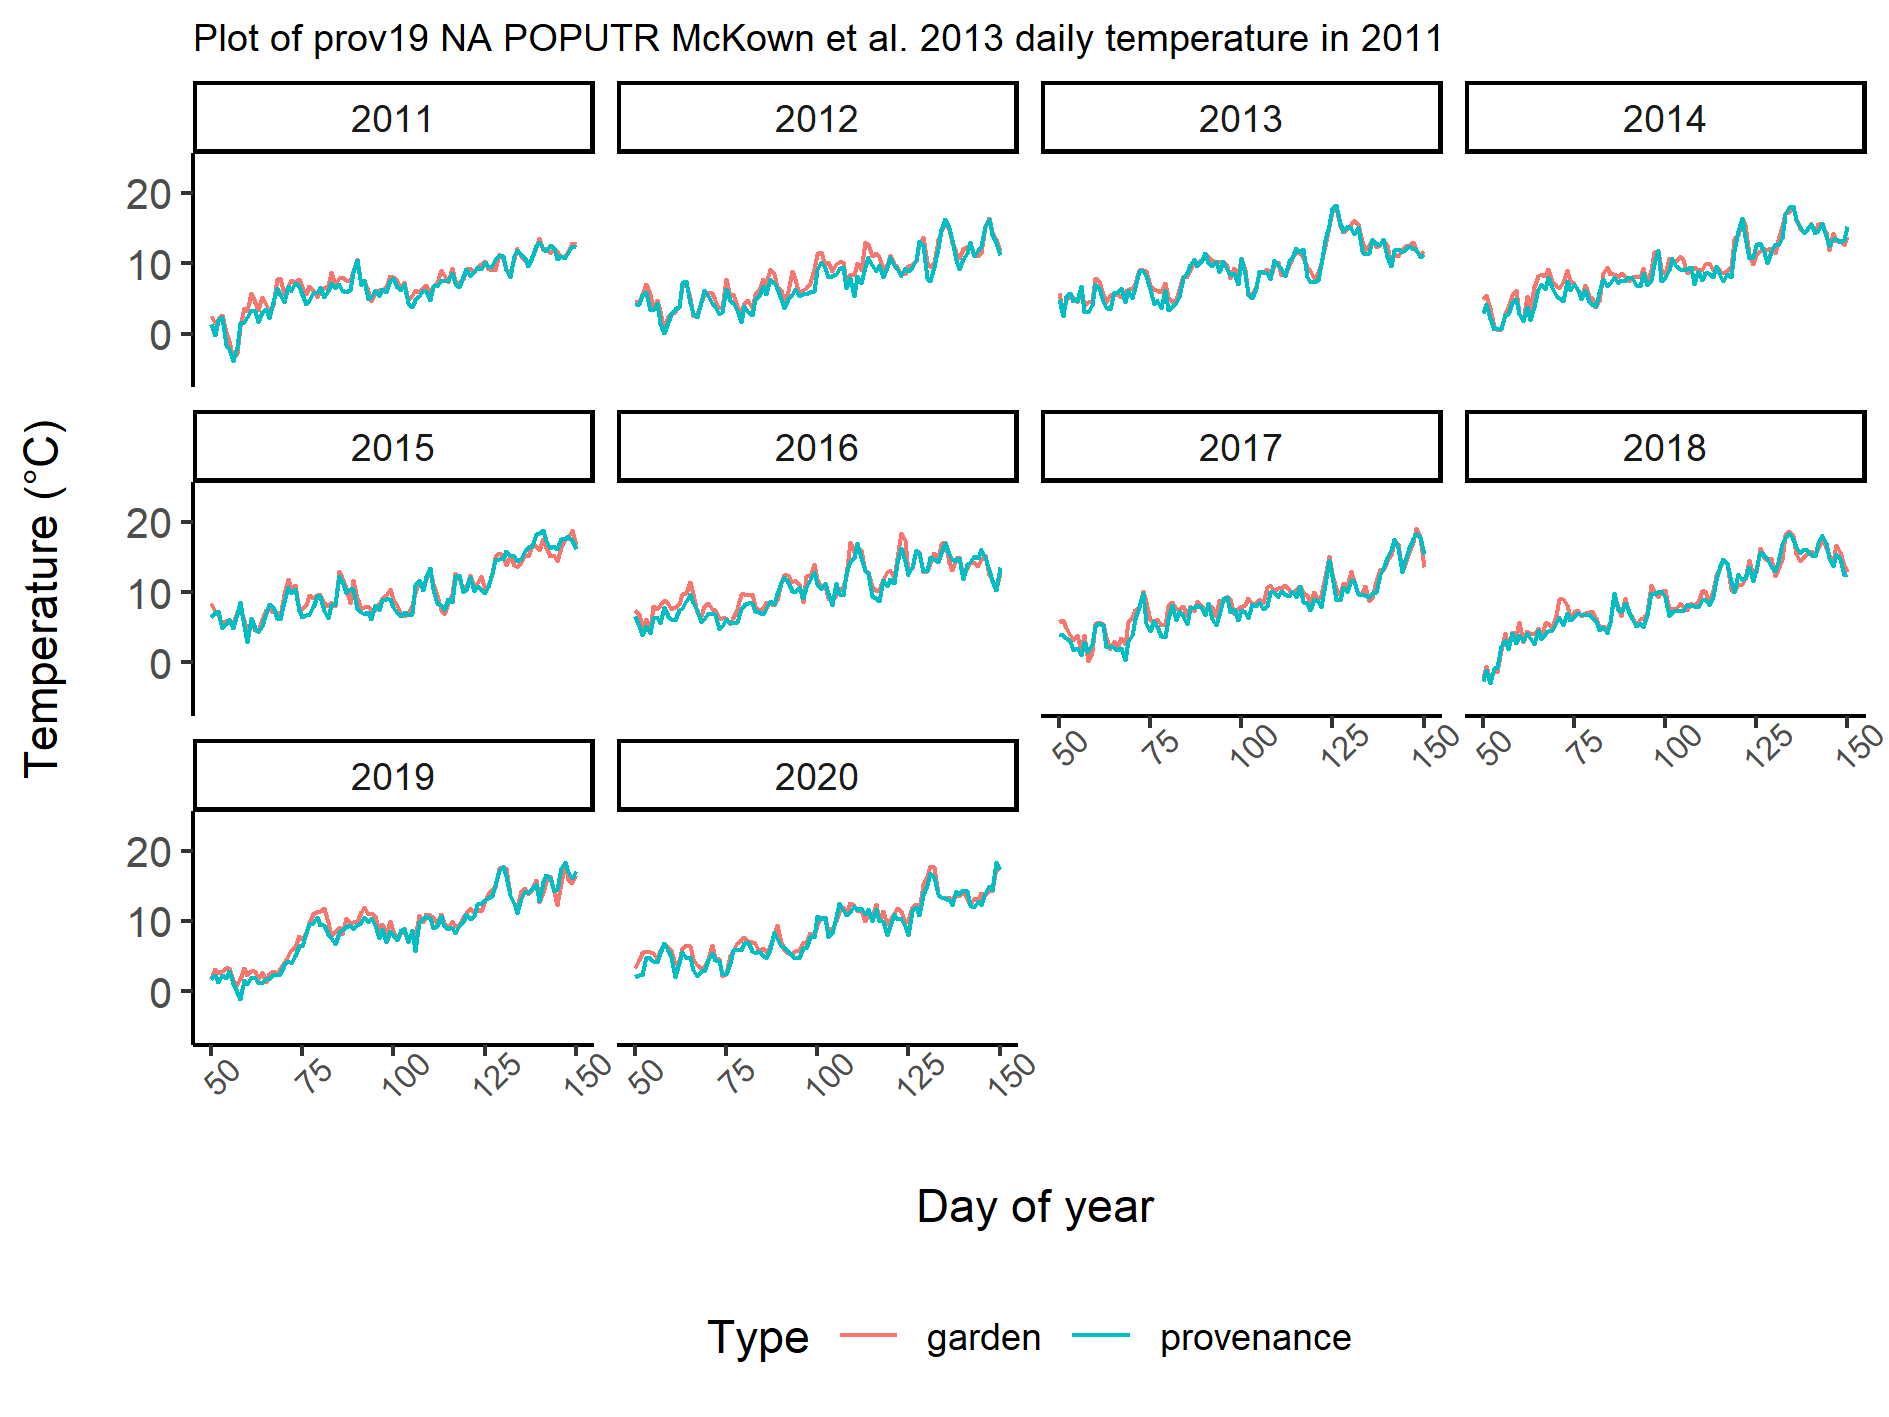 Plot of prov19 NA POPUTR McKown et al. 2013 daily temperature in 2011
2011 2012 2013 2014
20
10
0
2015 2016 2017 2018
20
10
0
50 75 100 125 150 50 75 100 125 150
2019 2020
20
10
0
50 75 100 125 150 50 75 100 125 150
Temperature (°C)
Day of year
Type garden provenance